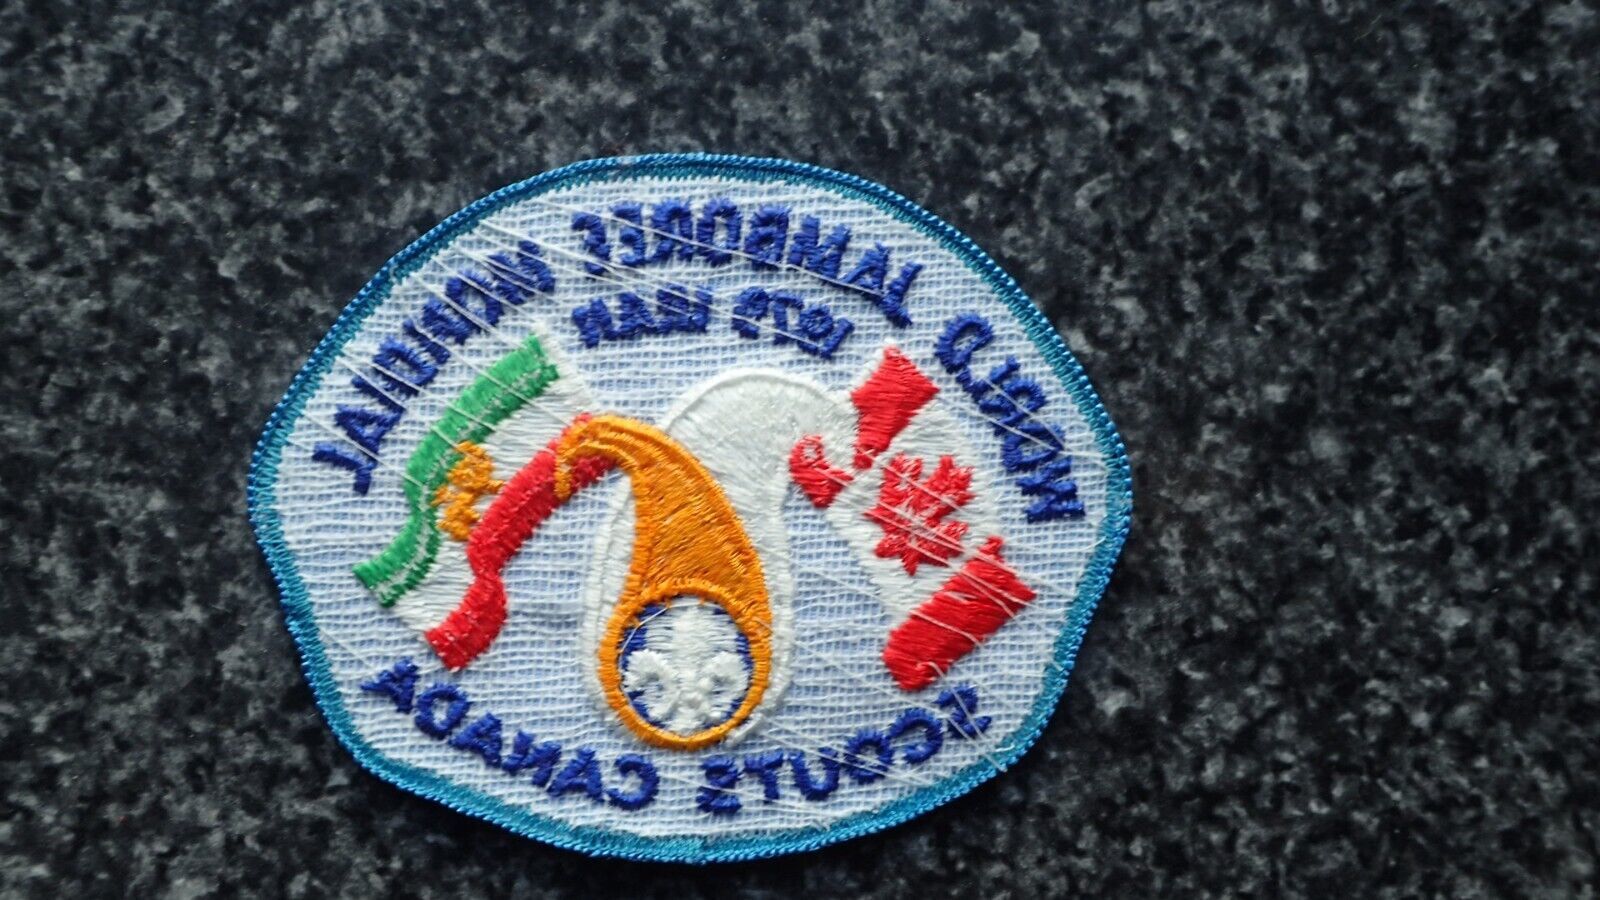 WORLD JAMBOREE MONDIAL
1979 IRAN
SCOUTS CANADA